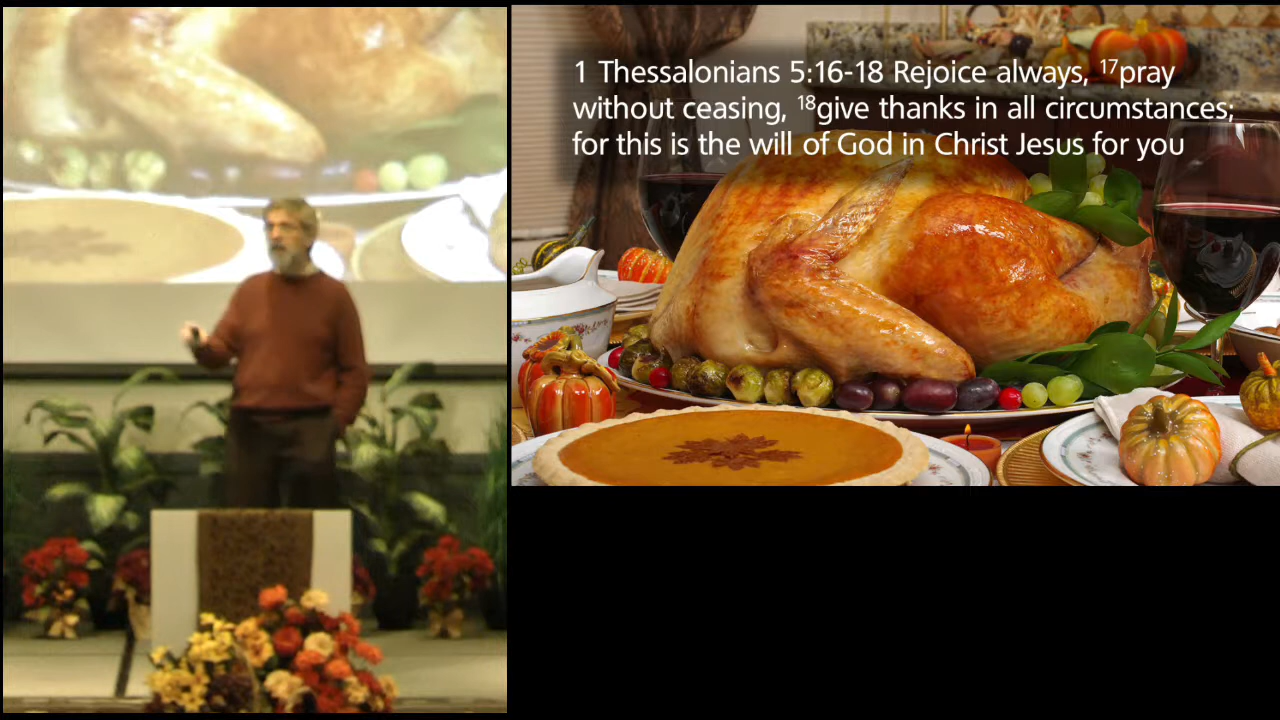 1 Thessalonians 5:16-18 Rejoice always, ¹⁷pray
without ceasing, ¹⁸give thanks in all circumstances;
for this is the will of God in Christ Jesus for you